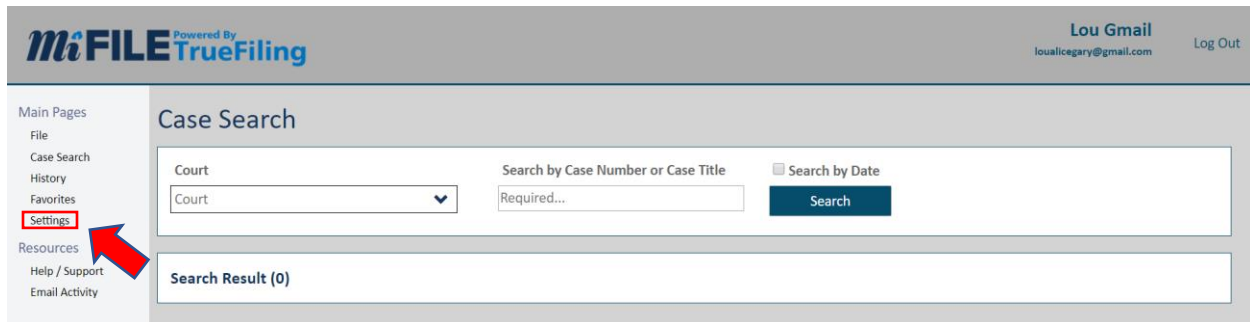 MiFILE Powered By TrueFiling
Lou Gmail
loualicegary@gmail.com
Log Out
Main Pages
File
Case Search
History
Favorites
Settings
Resources
Help / Support
Email Activity
Case Search
Court
Court
Search by Case Number or Case Title
Required...
Search by Date
Search
Search Result (0)